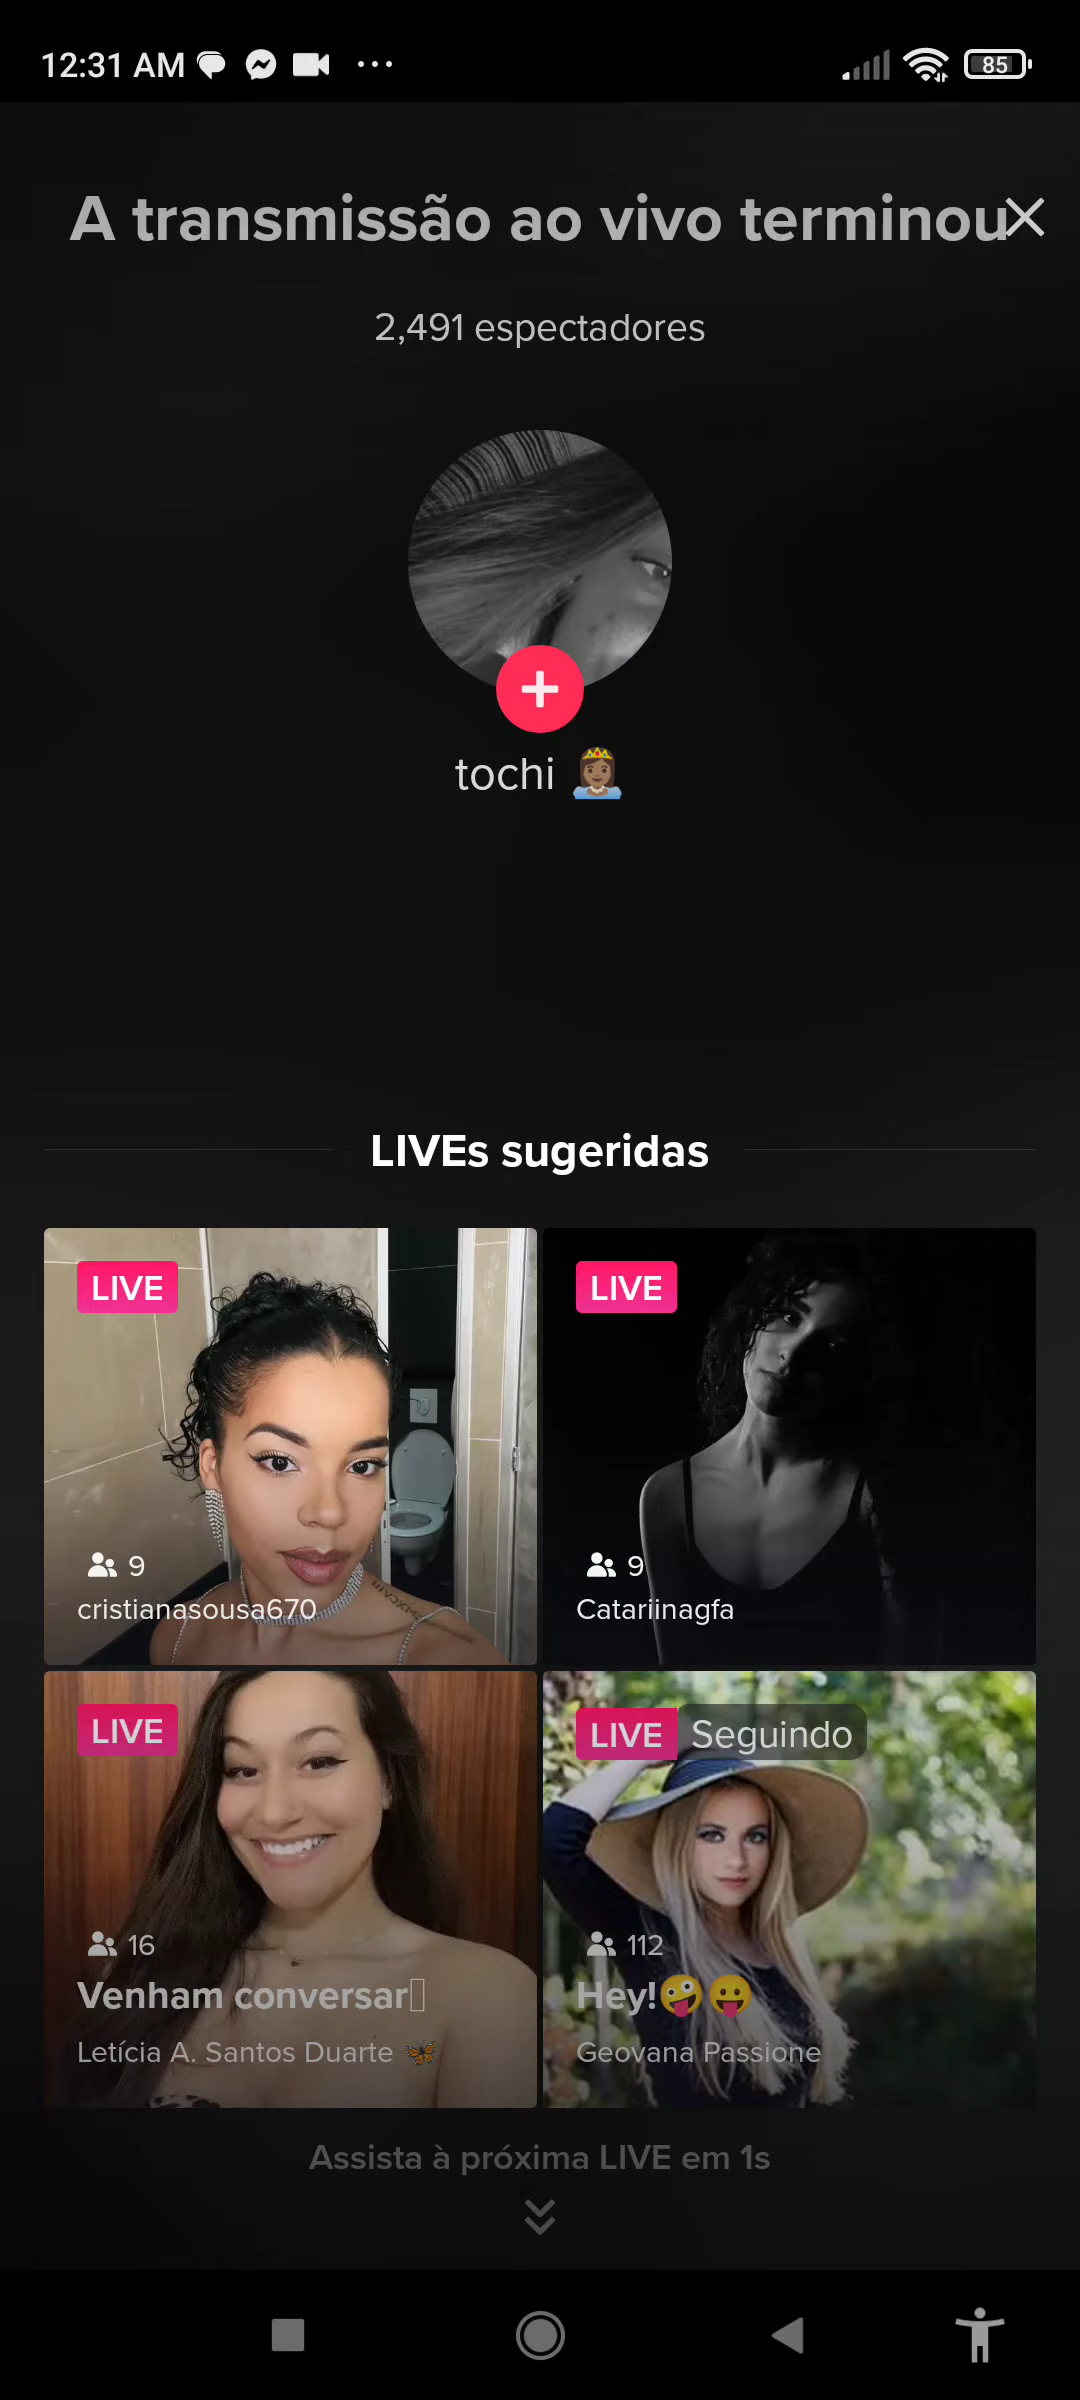 12:31 AM
85
A transmissão ao vivo terminou
2,491 espectadores
tochi 👸🏽
LIVEs sugeridas
LIVE
9
cristianasousa670
LIVE
9
Catariinagfa
LIVE
16
Venham conversar
Letícia A. Santos Duarte 🦋
LIVE Seguindo
112
Hey!🤪😛
Geovana Passione
Assista à próxima LIVE em 1s